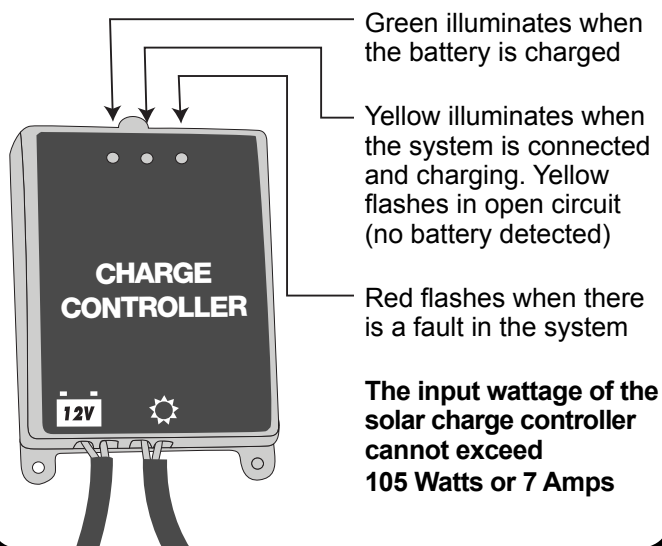 Green illuminates when
the battery is charged
Yellow illuminates when
the system is connected
and charging. Yellow
flashes in open circuit
(no battery detected)
Red flashes when there
is a fault in the system
The input wattage of the
solar charge controller
cannot exceed
105 Watts or 7 Amps
CHARGE
CONTROLLER
12V